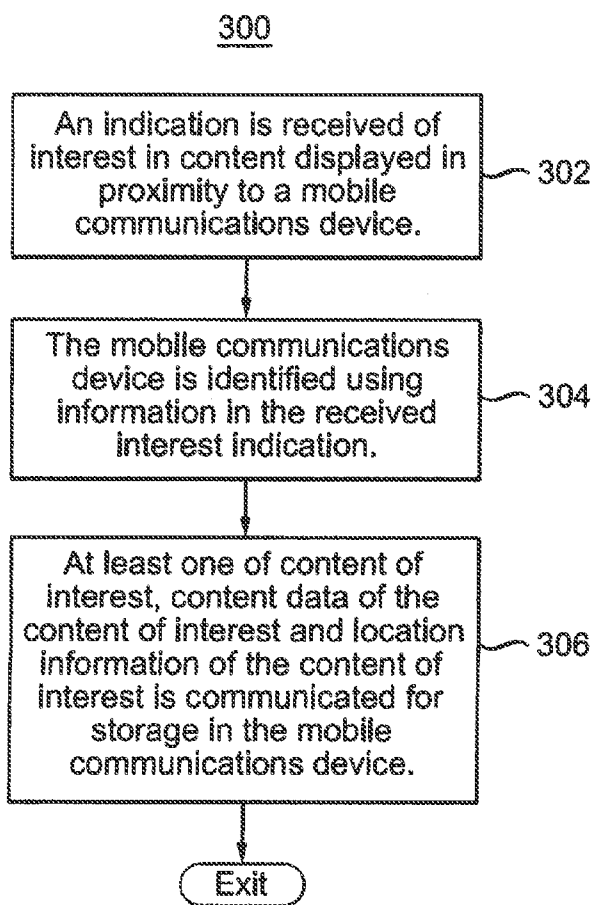 300
An indication is received of
interest in content displayed in
proximity to a mobile
communications device.
302
The mobile communications
device is identified using
information in the received
interest indication.
304
At least one of content of
interest, content data of the
content of interest and location
information of the content of
interest is communicated for
storage in the mobile
communications device.
306
Exit